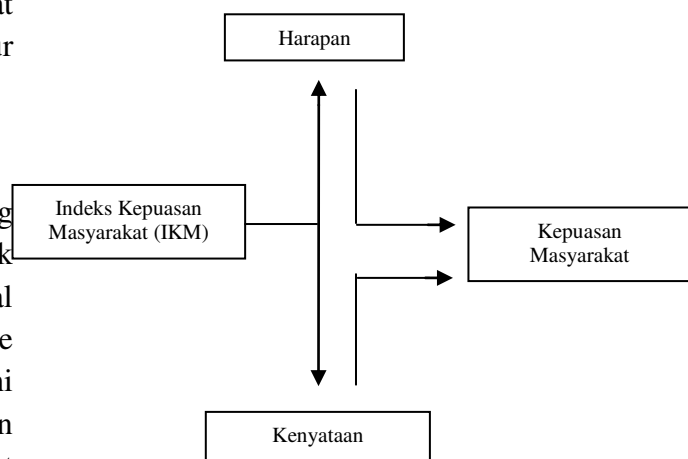 Harapan
Indeks Kepuasan
Masyarakat (IKM)
Kepuasan
Masyarakat
Kenyataan